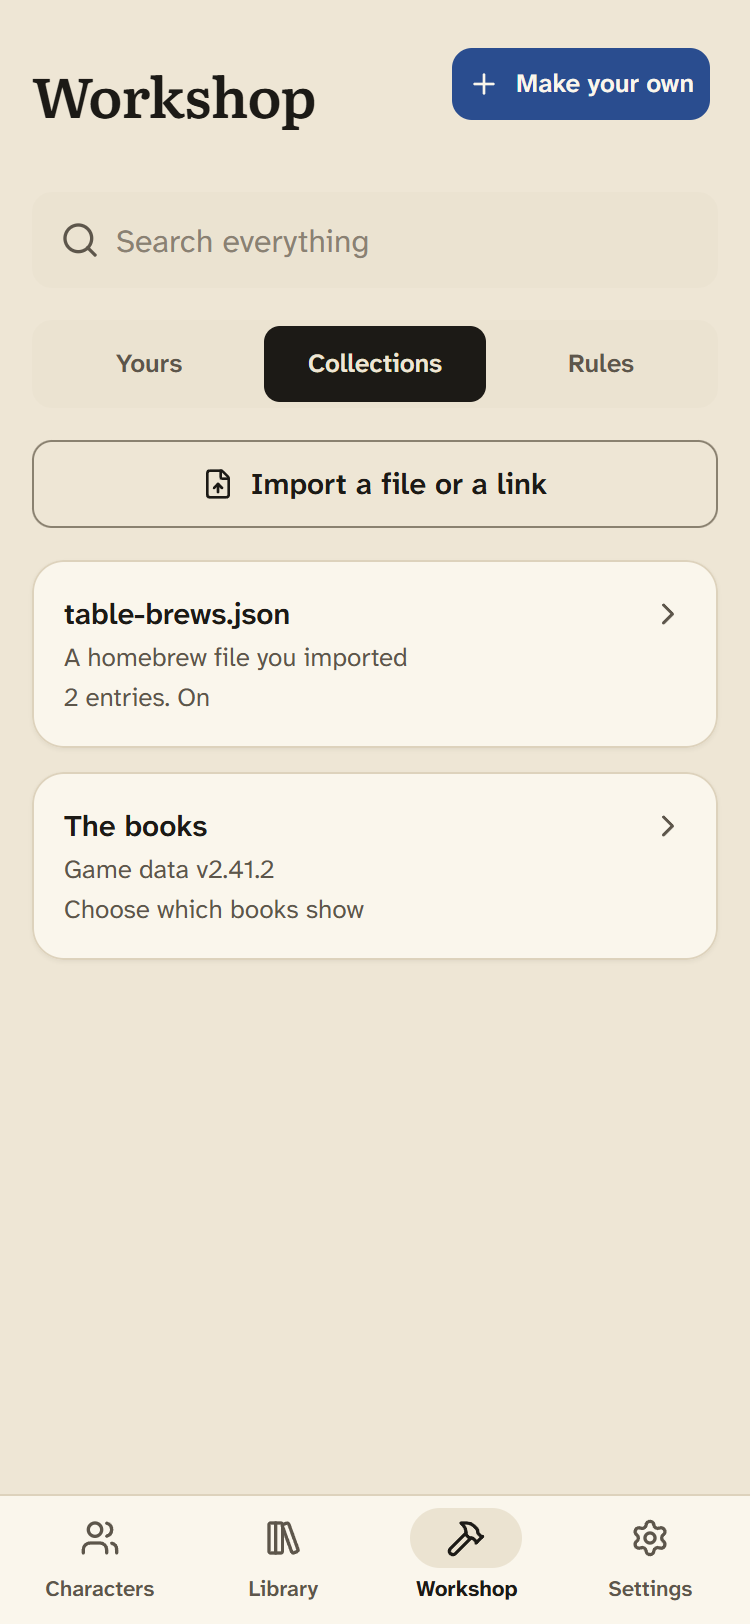 Workshop
Make your own
Search everything
Yours
Collections
Rules
Import a file or a link
table-brews.json
A homebrew file you imported
2 entries. On
The books
Game data v2.41.2
Choose which books show
Characters
Library
Workshop
Settings